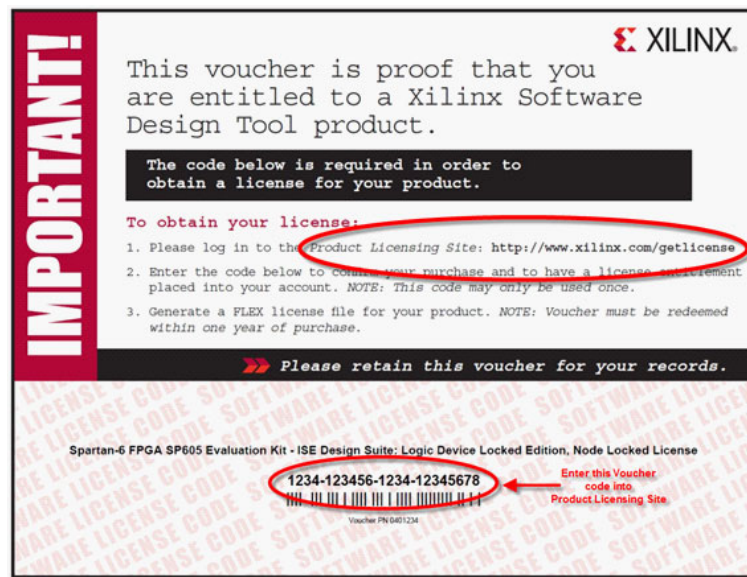 IMPORTANT!
XILINX®
This voucher is proof that you
are entitled to a Xilinx Software
Design Tool product.
The code below is required in order to
obtain a license for your product.
To obtain your license:
1. Please log in to the Product Licensing Site: http://www.xilinx.com/getlicense
2. Enter the code below to confirm your purchase and to have a license entitlement
placed into your account. NOTE: This code may only be used once.
3. Generate a FLEX license file for your product. NOTE: Voucher must be redeemed
within one year of purchase.
Please retain this voucher for your records.
Spartan-6 FPGA SP605 Evaluation Kit - ISE Design Suite: Logic Device Locked Edition, Node Locked License
1234-123456-1234-12345678
Enter this Voucher
code into
Product Licensing Site
Voucher PN 0401234
SOFTWARE LICENSE CODE